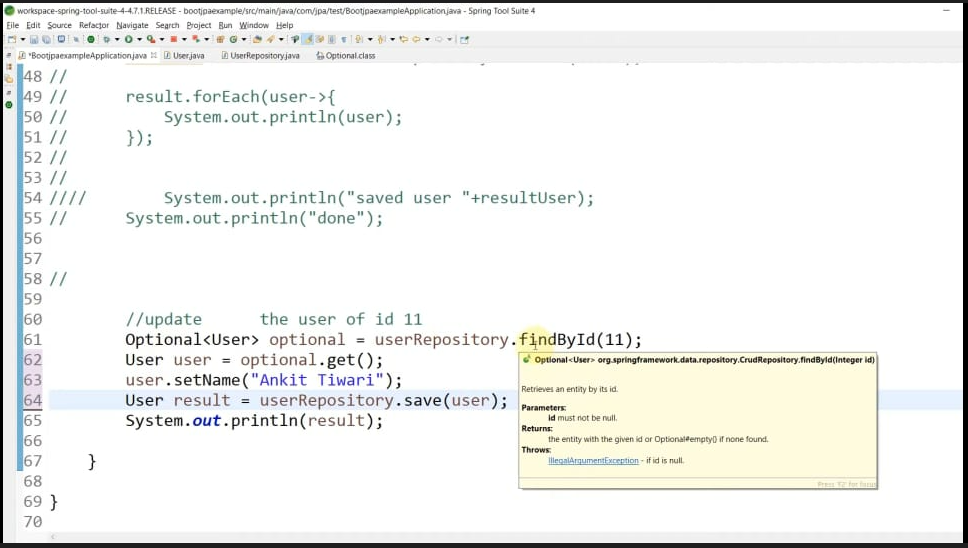 workspace-spring-tool-suite-4-4.7.1.RELEASE - bootjpaexample/src/main/java/com/jpa/test/BootjpaexampleApplication.java - Spring Tool Suite 4
File Edit Source Refactor Navigate Search Project Run Window Help
*BootjpaexampleApplication.java User.java UserRepository.java Optional.class
48 //
49 // result.forEach(user->{
50 // System.out.println(user);
51 // });
52 //
53 //
54 //// System.out.println("saved user "+resultUser);
55 // System.out.println("done");
56
57
58 //
59
60 //update the user of id 11
61 Optional<User> optional = userRepository.findById(11);
62 User user = optional.get();
63 user.setName("Ankit Tiwari");
64 User result = userRepository.save(user);
65 System.out.println(result);
66
67 }
68
69 }
70
Optional<User> org.springframework.data.repository.CrudRepository.findById(Integer id)
Retrieves an entity by its id.
Parameters:
id must not be null.
Returns:
the entity with the given id or Optional#empty() if none found.
Throws:
IllegalArgumentException - if id is null.
Press 'F2' for focus